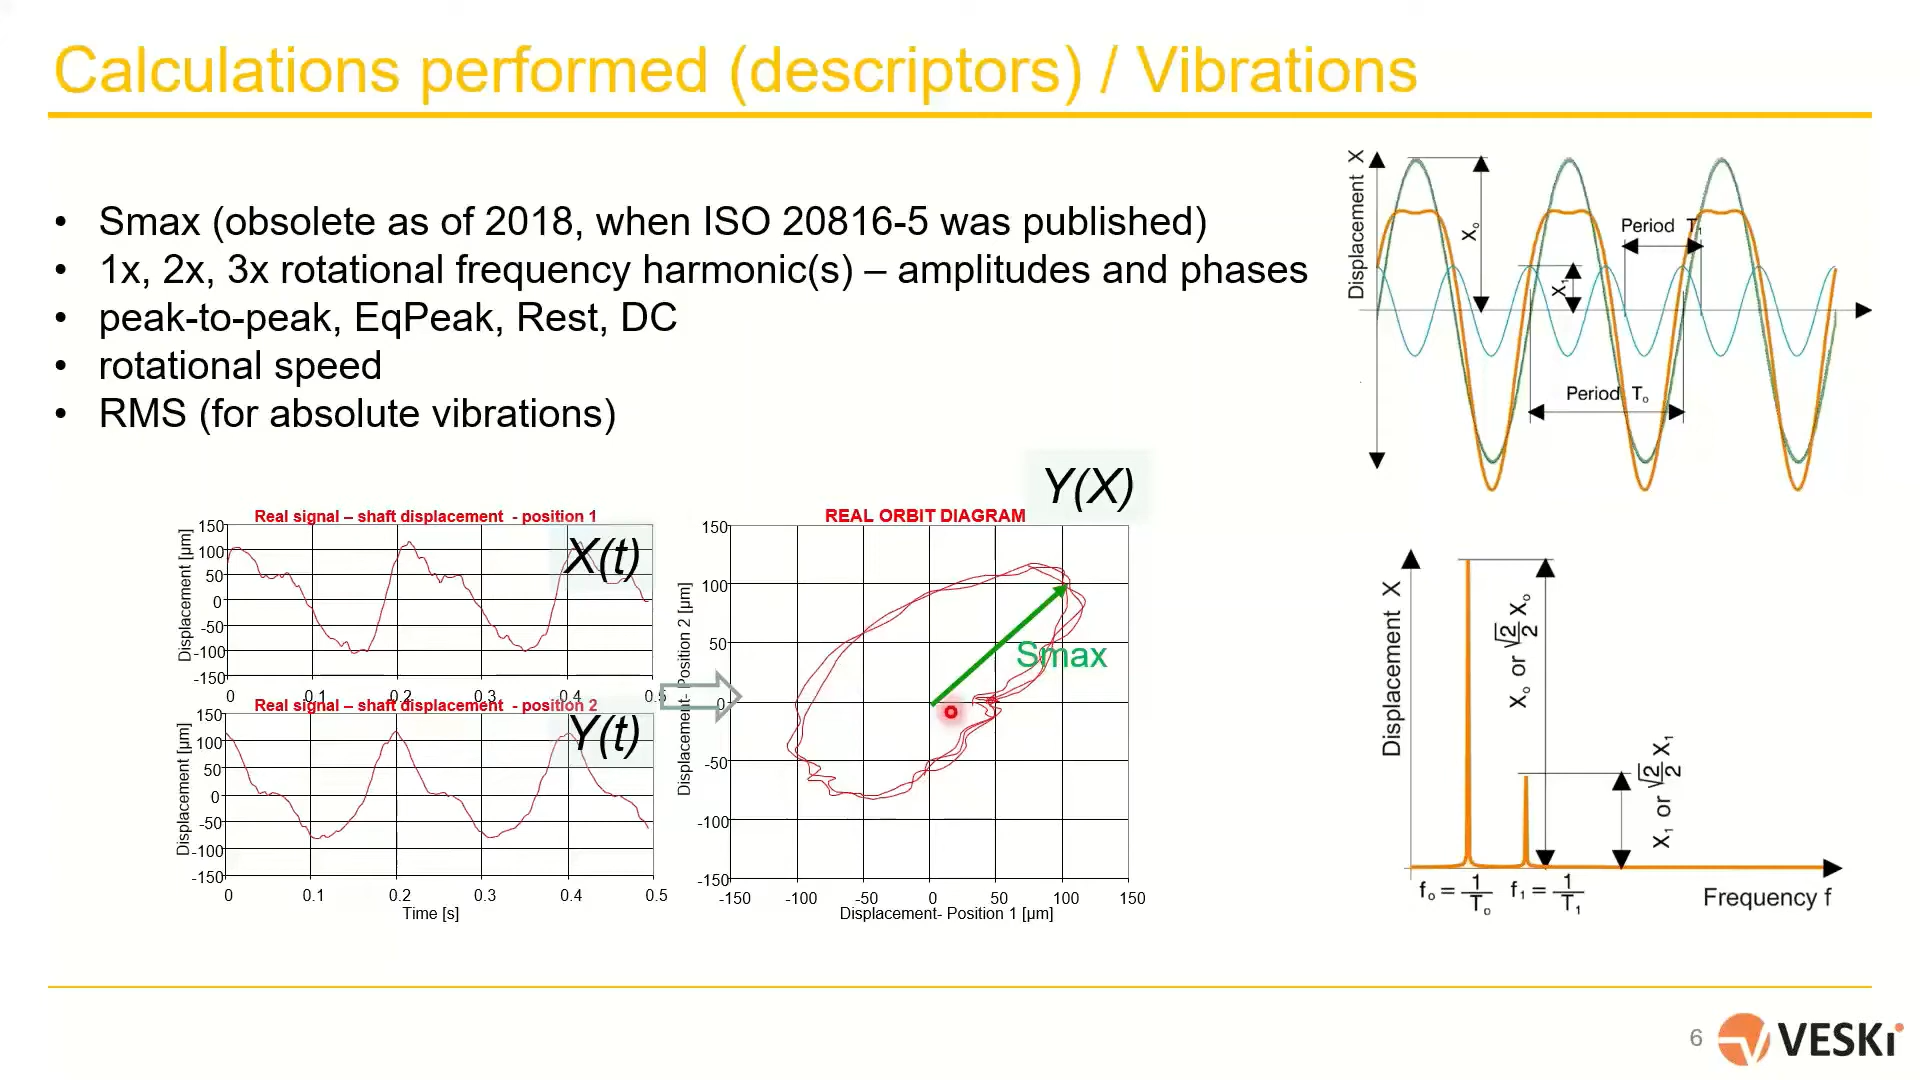 Calculations performed (descriptors) / Vibrations
• Smax (obsolete as of 2018, when ISO 20816-5 was published)
• 1x, 2x, 3x rotational frequency harmonic(s) – amplitudes and phases
• peak-to-peak, EqPeak, Rest, DC
• rotational speed
• RMS (for absolute vibrations)
Displacement X
X₀
X₁
Period T₁
Period T₀
Real signal – shaft displacement - position 1
X(t)
Displacement [µm]
150
100
50
0
-50
-100
-150
0 0.1 0.2 0.3 0.4 0.5
Real signal – shaft displacement - position 2
Y(t)
Displacement [µm]
150
100
50
0
-50
-100
-150
0 0.1 0.2 0.3 0.4 0.5
Time [s]
Y(X)
REAL ORBIT DIAGRAM
Displacement- Position 2 [µm]
150
100
50
0
-50
-100
-150
Smax
-150 -100 -50 0 50 100 150
Displacement- Position 1 [µm]
Displacement X
X₀ or √2/2 X₀
X₁ or √2/2 X₁
f₀ = 1/T₀ f₁ = 1/T₁
Frequency f
6
VESKi